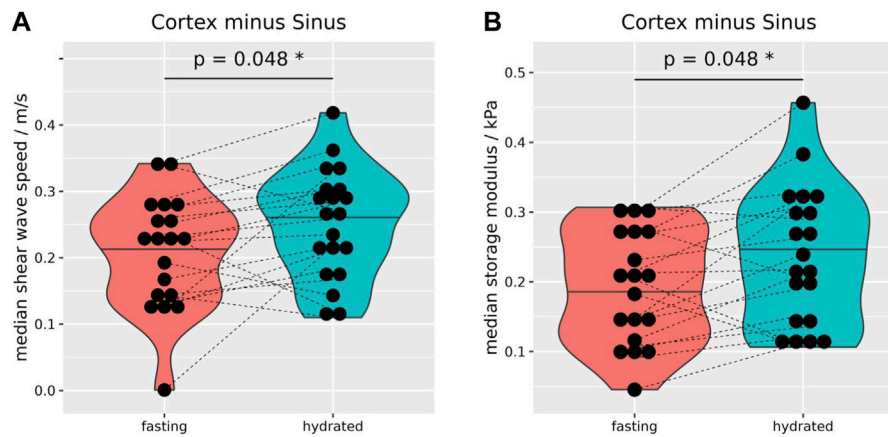 A
Cortex minus Sinus
p = 0.048 *
median shear wave speed / m/s
0.4
0.3
0.2
0.1
0.0
fasting hydrated
B
Cortex minus Sinus
p = 0.048 *
median storage modulus / kPa
0.5
0.4
0.3
0.2
0.1
fasting hydrated